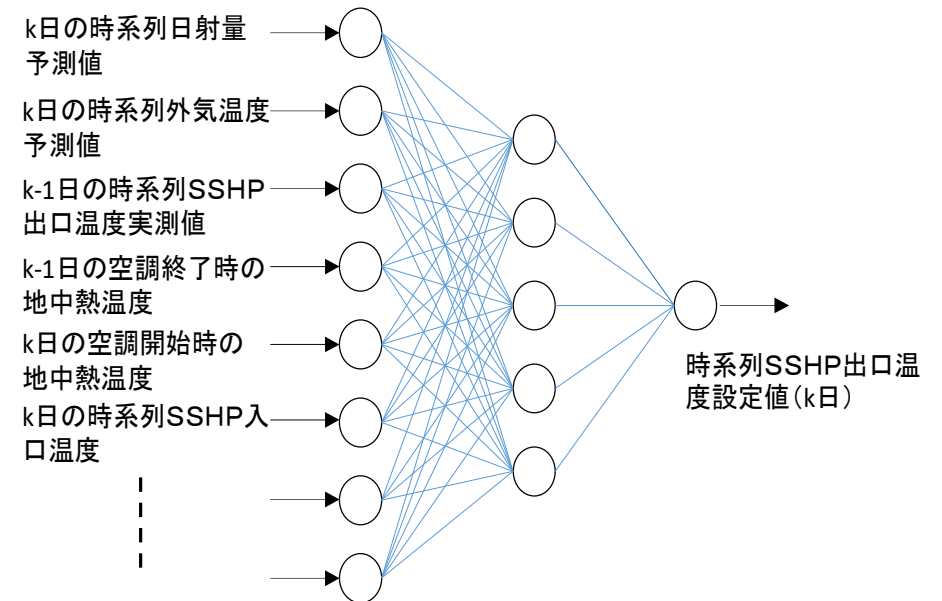 k日の時系列日射量
予測値
k日の時系列外気温度
予測値
k-1日の時系列SSHP
出口温度実測値
k-1日の空調終了時の
地中熱温度
k日の空調開始時の
地中熱温度
k日の時系列SSHP入
口温度
時系列SSHP出口温
度設定値（k日）